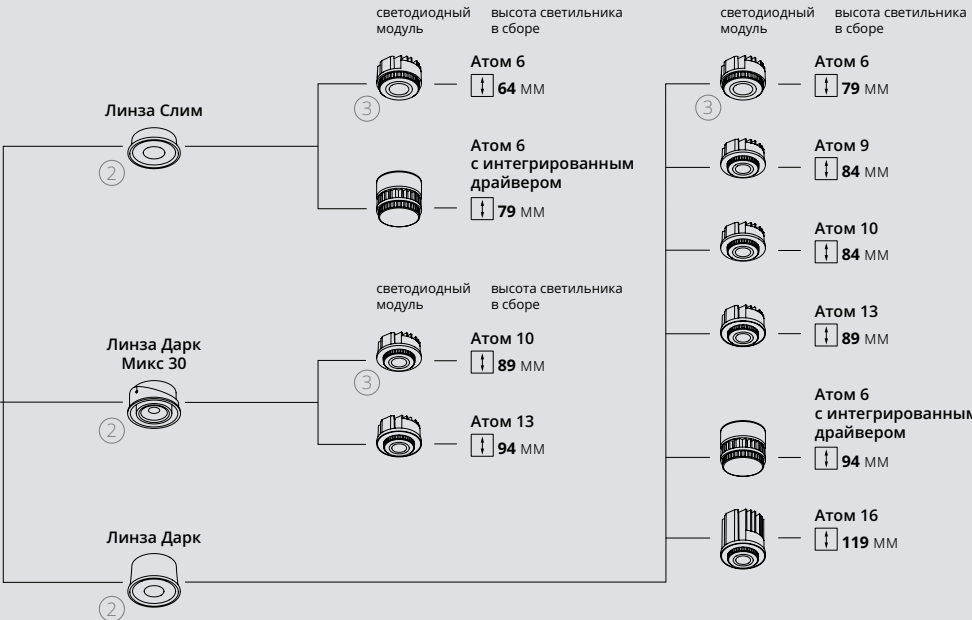 светодиодный
модуль
высота светильника
в сборе
Линза Слим
2
3
Атом 6
64 ММ
Атом 6
с интегрированным
драйвером
79 ММ
светодиодный
модуль
высота светильника
в сборе
Линза Дарк
Микс 30
2
3
Атом 10
89 ММ
Атом 13
94 ММ
Линза Дарк
2
светодиодный
модуль
высота светильника
в сборе
3
Атом 6
79 ММ
Атом 9
84 ММ
Атом 10
84 ММ
Атом 13
89 ММ
Атом 6
с интегрированным
драйвером
94 ММ
Атом 16
119 ММ